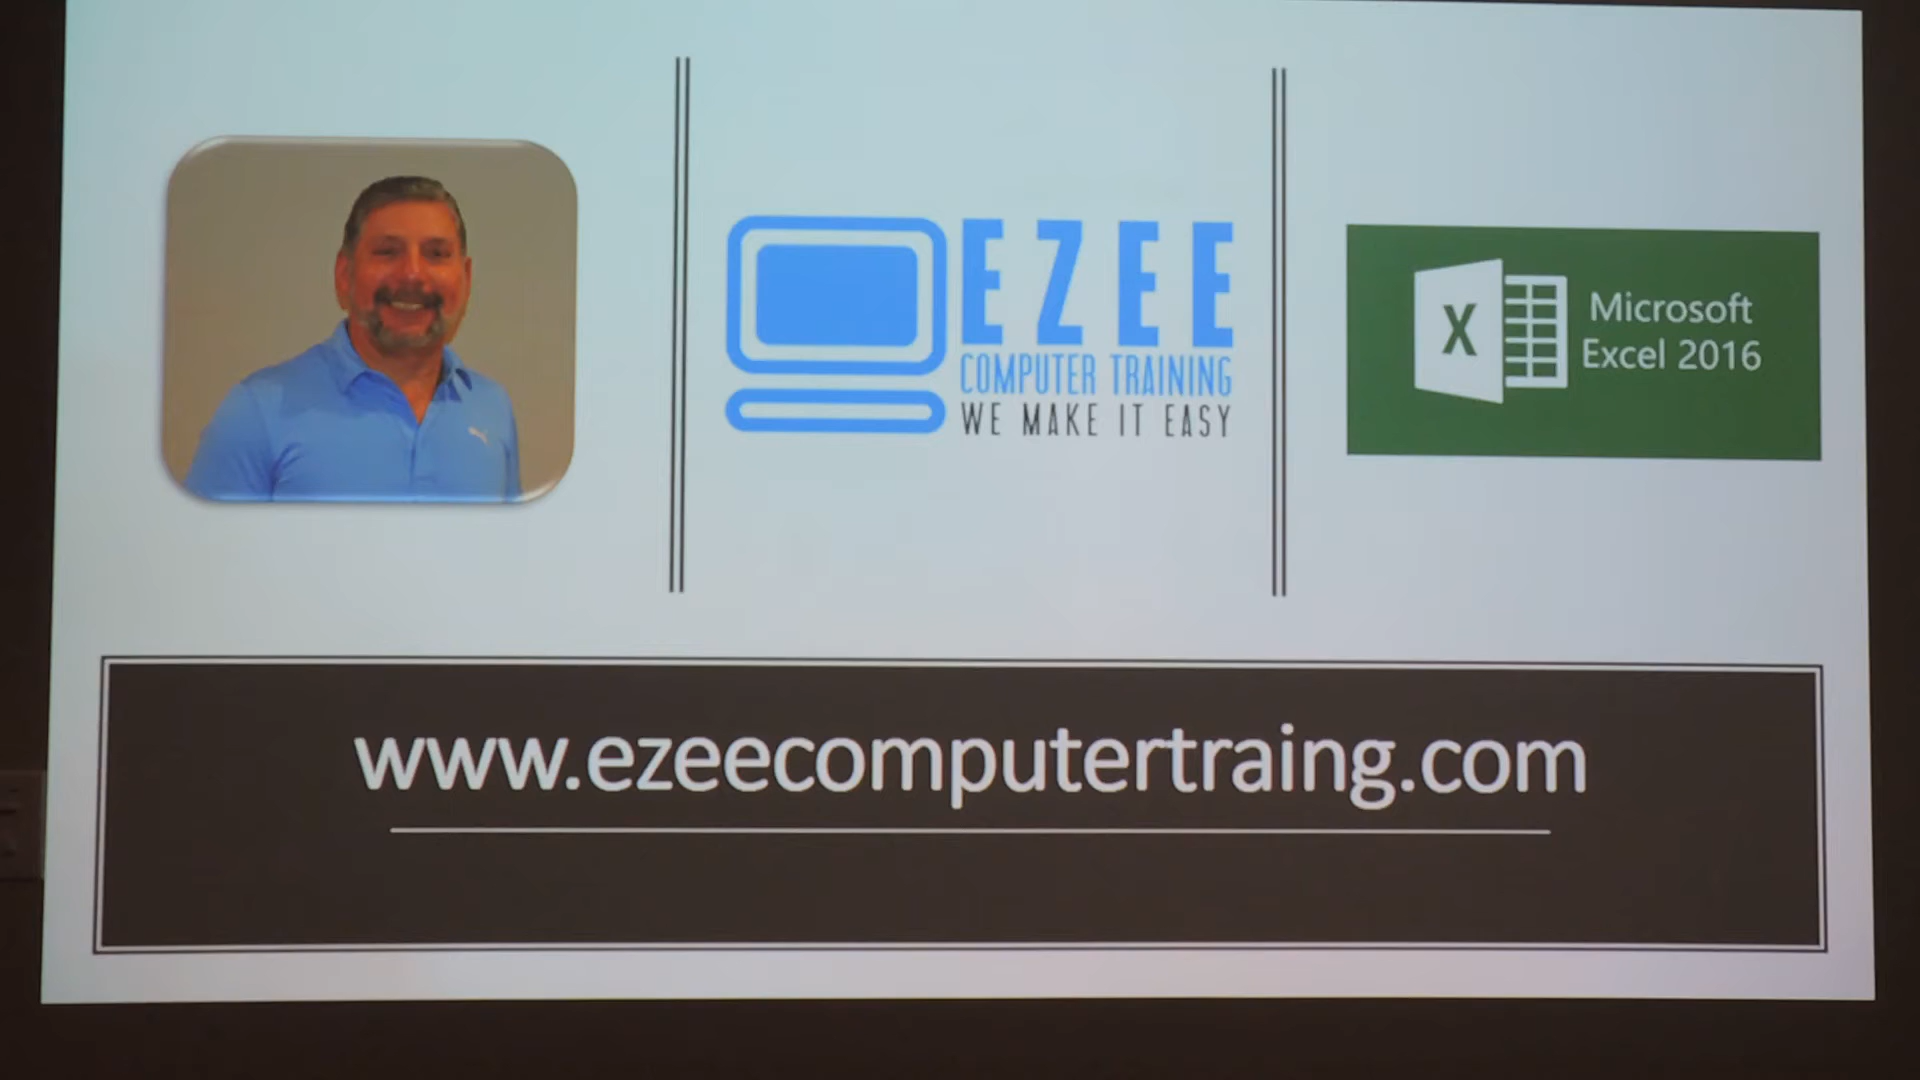 EZEE
COMPUTER TRAINING
WE MAKE IT EASY
X
Microsoft
Excel 2016
www.ezeecomputertraing.com